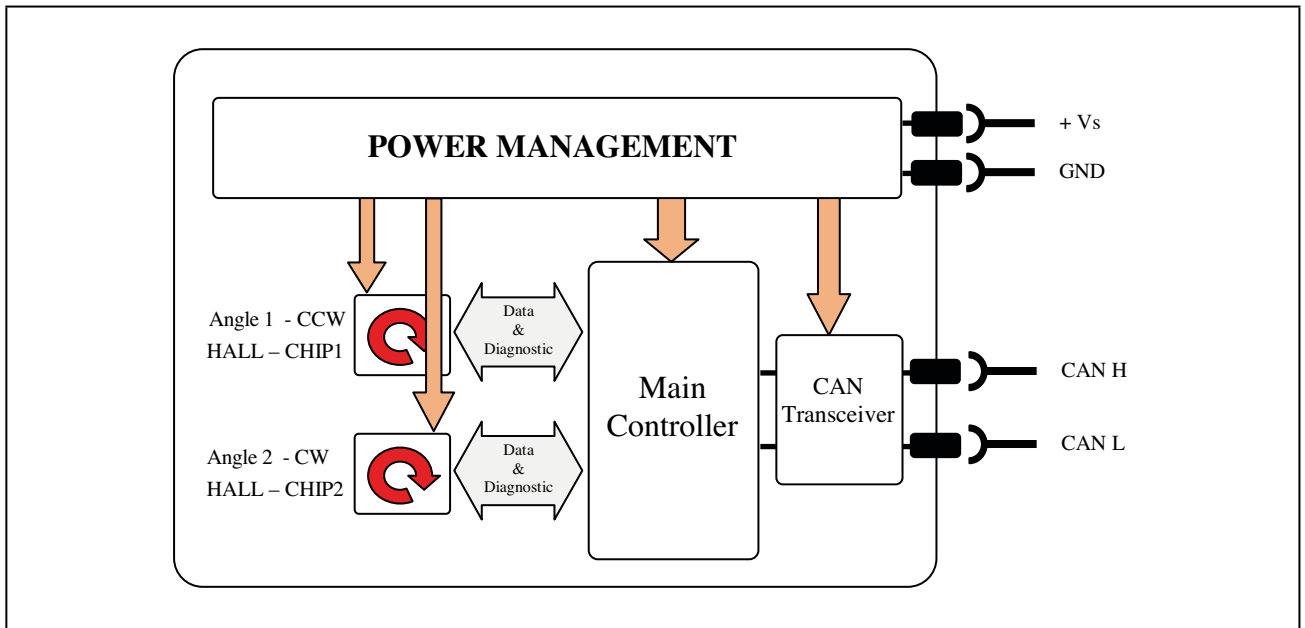 POWER MANAGEMENT
+ Vs
GND
Angle 1 - CCW
HALL – CHIP1
Data
&
Diagnostic
Main
Controller
CAN
Transceiver
CAN H
CAN L
Angle 2 - CW
HALL – CHIP2
Data
&
Diagnostic